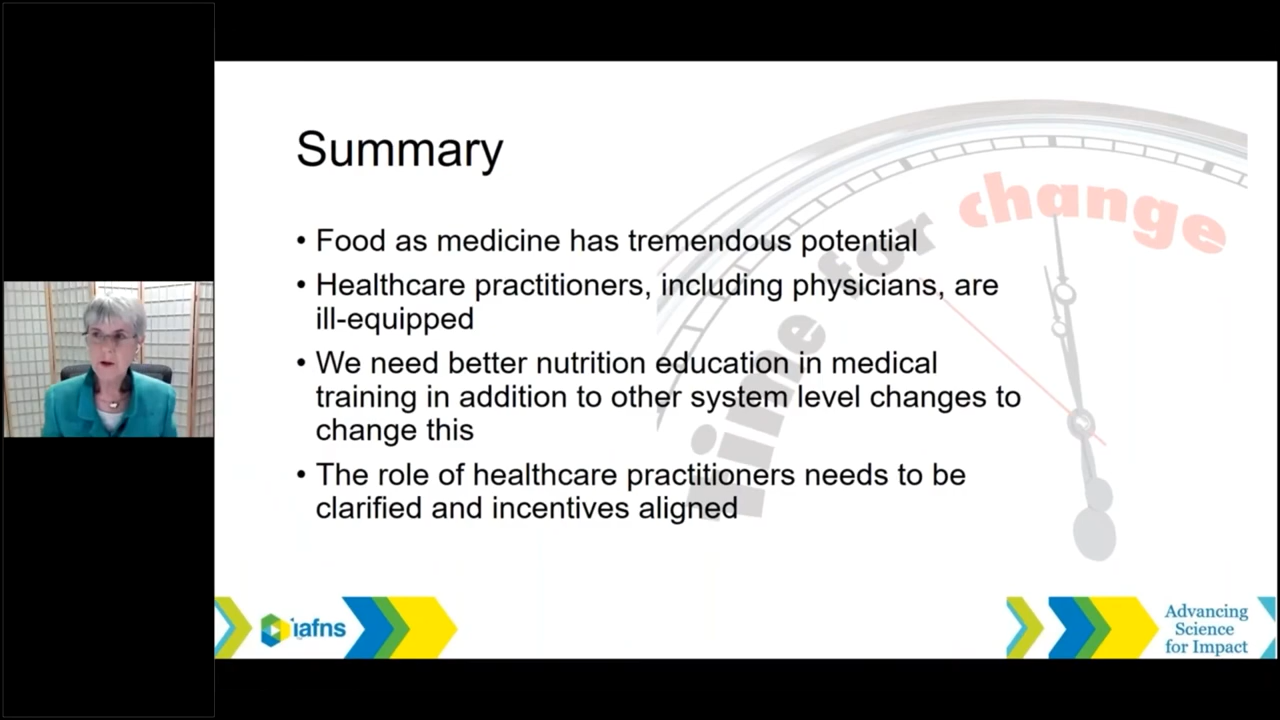 Summary
• Food as medicine has tremendous potential
• Healthcare practitioners, including physicians, are
ill-equipped
• We need better nutrition education in medical
training in addition to other system level changes to
change this
• The role of healthcare practitioners needs to be
clarified and incentives aligned
time for change
iafns
Advancing
Science
for Impact